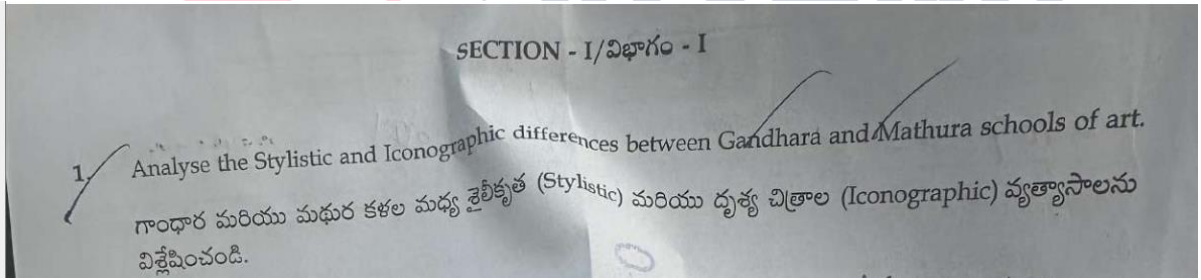 SECTION - I/విభాగం - I
1. Analyse the Stylistic and Iconographic differences between Gandhara and Mathura schools of art.
గాంధార మరియు మథుర కళల మధ్య శైలీకృత (Stylistic) మరియు దృశ్య చిత్రాల (Iconographic) వ్యత్యాసాలను
విశ్లేషించండి.